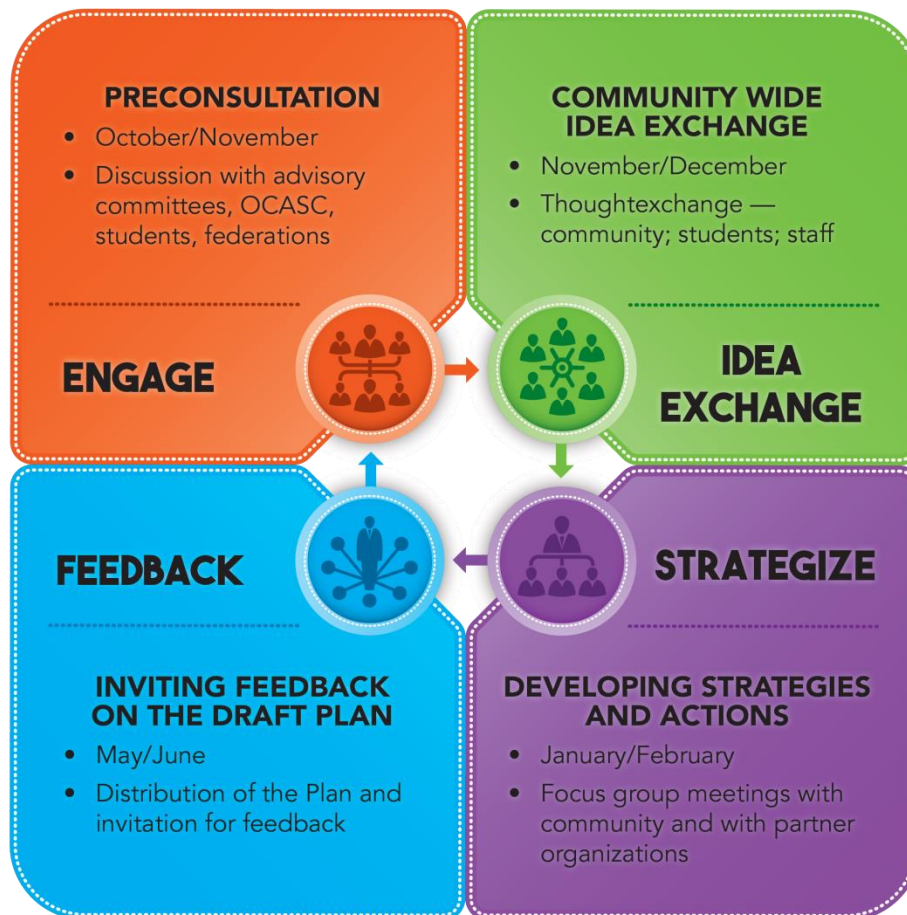 PRECONSULTATION
• October/November
• Discussion with advisory
committees, OCASC,
students, federations
ENGAGE
COMMUNITY WIDE
IDEA EXCHANGE
• November/December
• Thoughtexchange —
community; students; staff
IDEA
EXCHANGE
STRATEGIZE
DEVELOPING STRATEGIES
AND ACTIONS
• January/February
• Focus group meetings with
community and with partner
organizations
FEEDBACK
INVITING FEEDBACK
ON THE DRAFT PLAN
• May/June
• Distribution of the Plan and
invitation for feedback